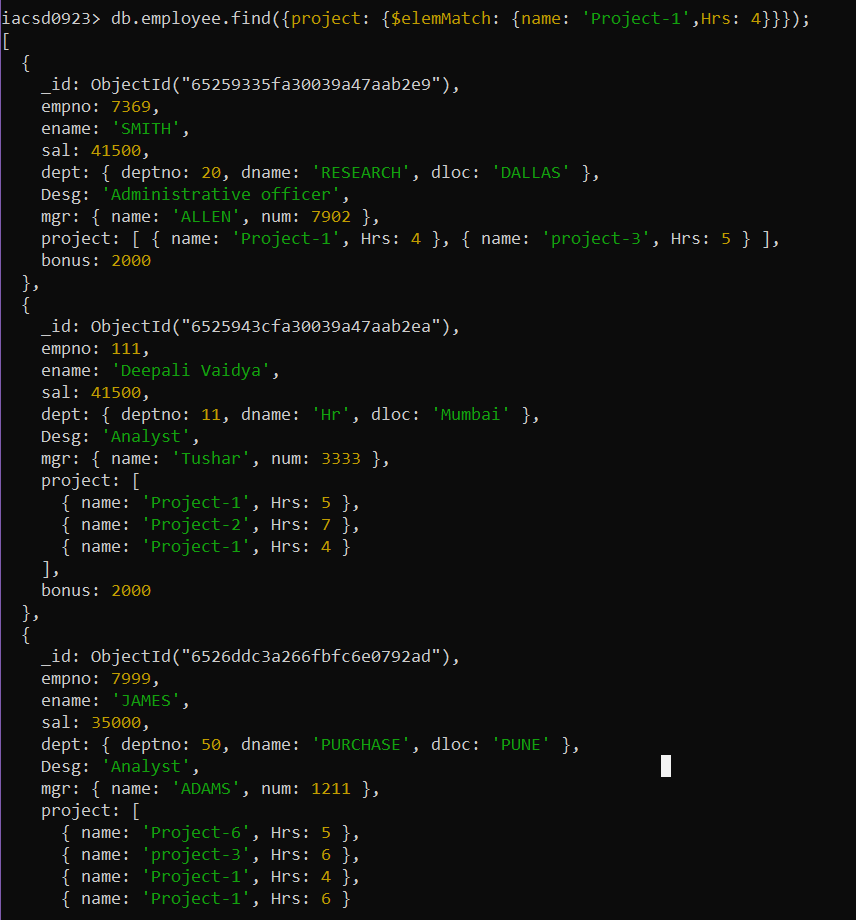 iacsd0923> db.employee.find({project: {$elemMatch: {name: 'Project-1',Hrs: 4}}});
[
  {
    _id: ObjectId("65259335fa30039a47aab2e9"),
    empno: 7369,
    ename: 'SMITH',
    sal: 41500,
    dept: { deptno: 20, dname: 'RESEARCH', dloc: 'DALLAS' },
    Desg: 'Administrative officer',
    mgr: { name: 'ALLEN', num: 7902 },
    project: [ { name: 'Project-1', Hrs: 4 }, { name: 'project-3', Hrs: 5 } ],
    bonus: 2000
  },
  {
    _id: ObjectId("6525943cfa30039a47aab2ea"),
    empno: 111,
    ename: 'Deepali Vaidya',
    sal: 41500,
    dept: { deptno: 11, dname: 'Hr', dloc: 'Mumbai' },
    Desg: 'Analyst',
    mgr: { name: 'Tushar', num: 3333 },
    project: [
      { name: 'Project-1', Hrs: 5 },
      { name: 'Project-2', Hrs: 7 },
      { name: 'Project-1', Hrs: 4 }
    ],
    bonus: 2000
  },
  {
    _id: ObjectId("6526ddc3a266fbfc6e0792ad"),
    empno: 7999,
    ename: 'JAMES',
    sal: 35000,
    dept: { deptno: 50, dname: 'PURCHASE', dloc: 'PUNE' },
    Desg: 'Analyst',
    mgr: { name: 'ADAMS', num: 1211 },
    project: [
      { name: 'Project-6', Hrs: 5 },
      { name: 'project-3', Hrs: 6 },
      { name: 'Project-1', Hrs: 4 },
      { name: 'Project-1', Hrs: 6 }